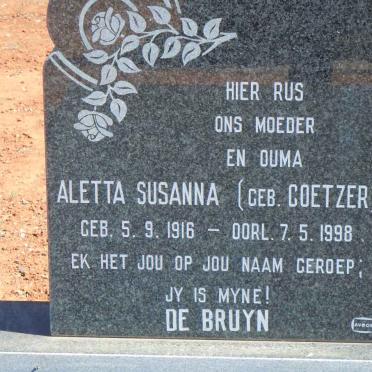 HIER RUS
ONS MOEDER
EN OUMA
ALETTA SUSANNA (GEB. COETZER
GEB. 5. 9. 1916 – OORL. 7. 5. 1998
EK HET JOU OP JOU NAAM GEROEP;
JY IS MYNE!
DE BRUYN